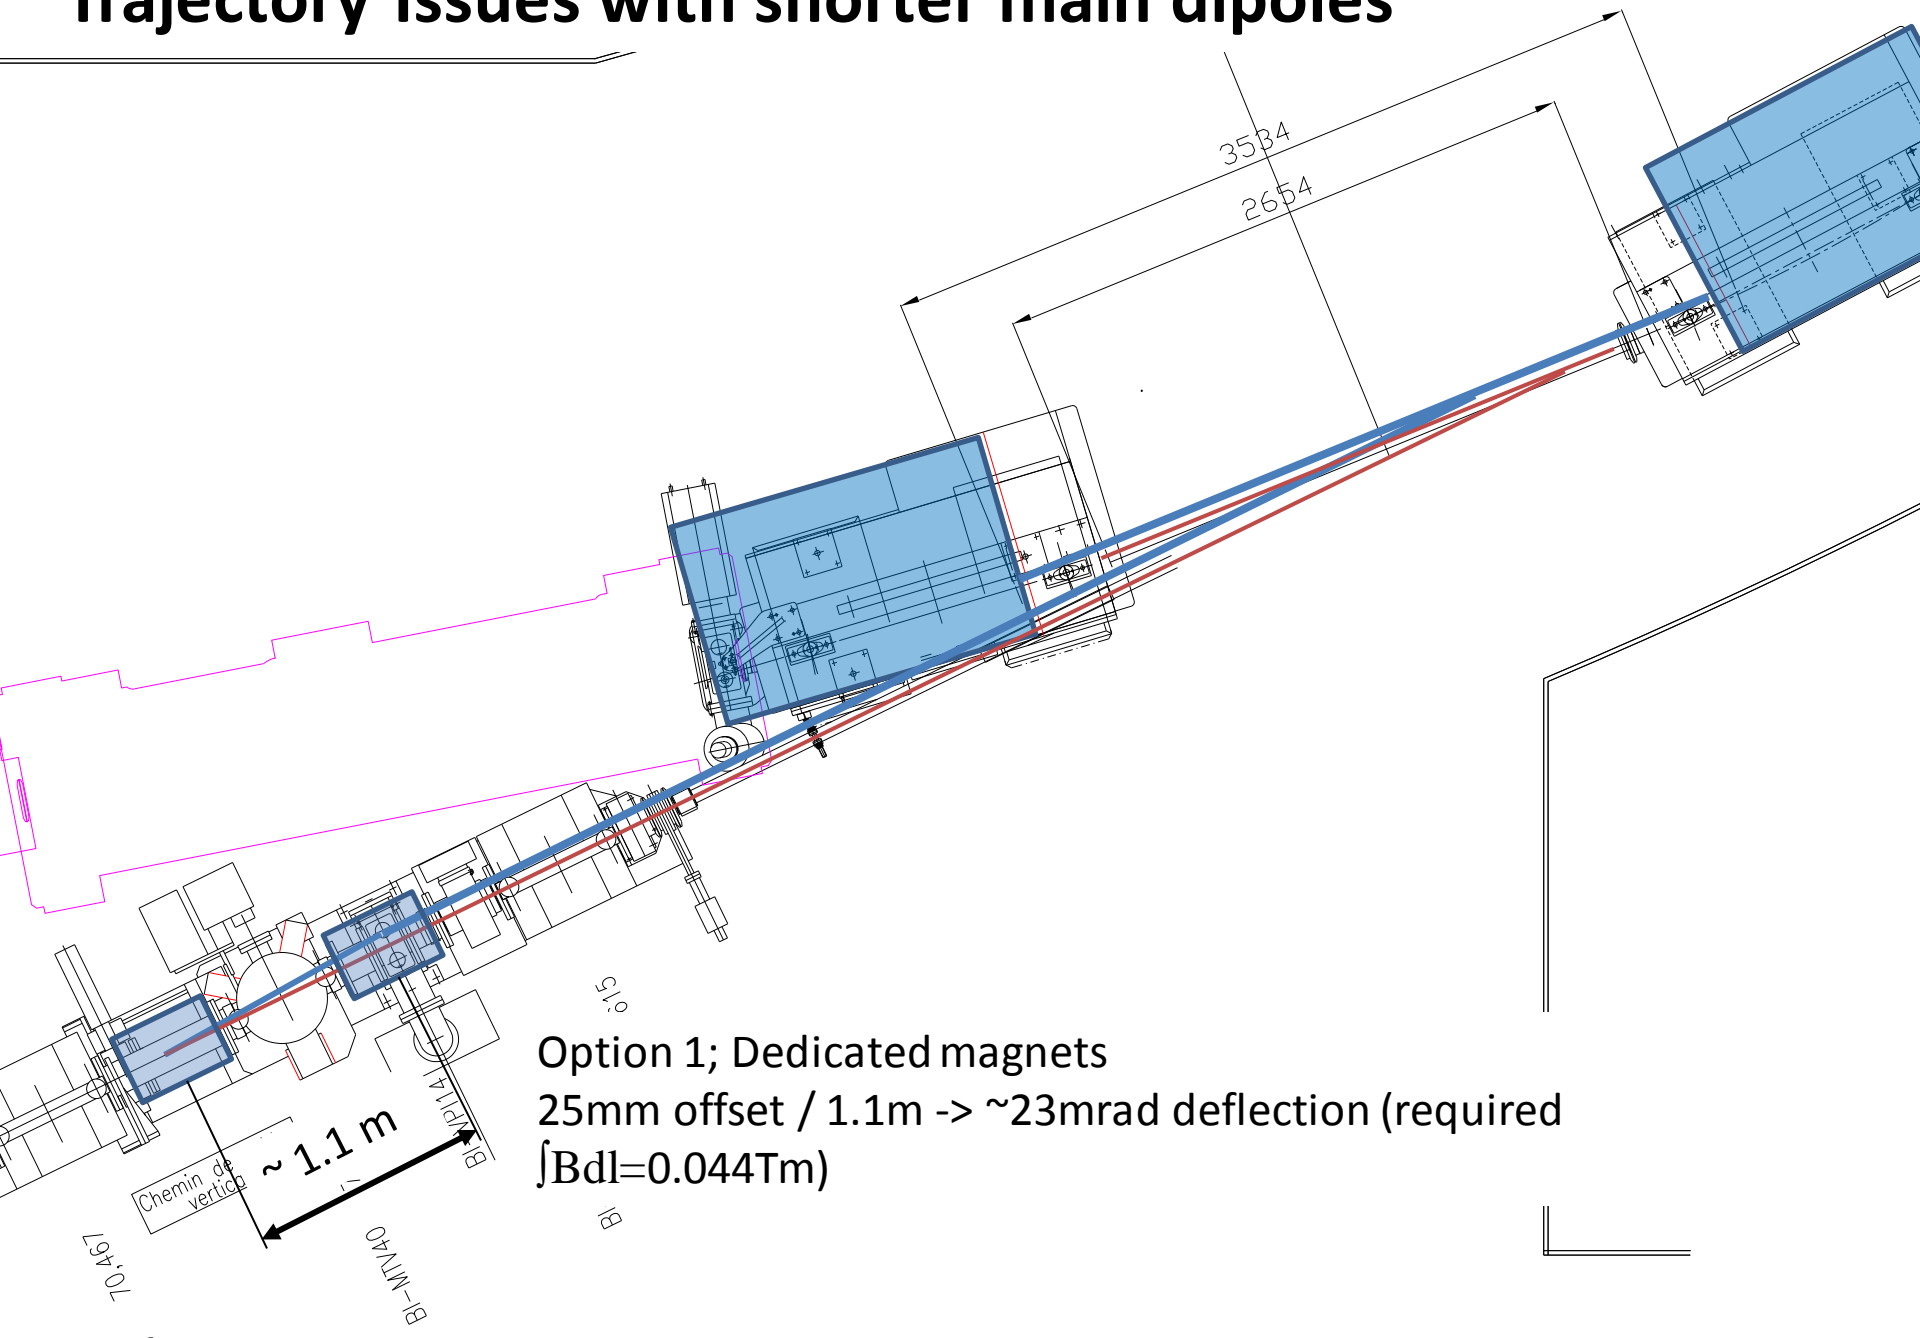 Trajectory issues with shorter main dipoles
3534
2654
Option 1; Dedicated magnets
25mm offset / 1.1m -> ~23mrad deflection (required
∫Bdl=0.044Tm)
~ 1.1 m
Chemin de
70,467
BI-MTV40
BI